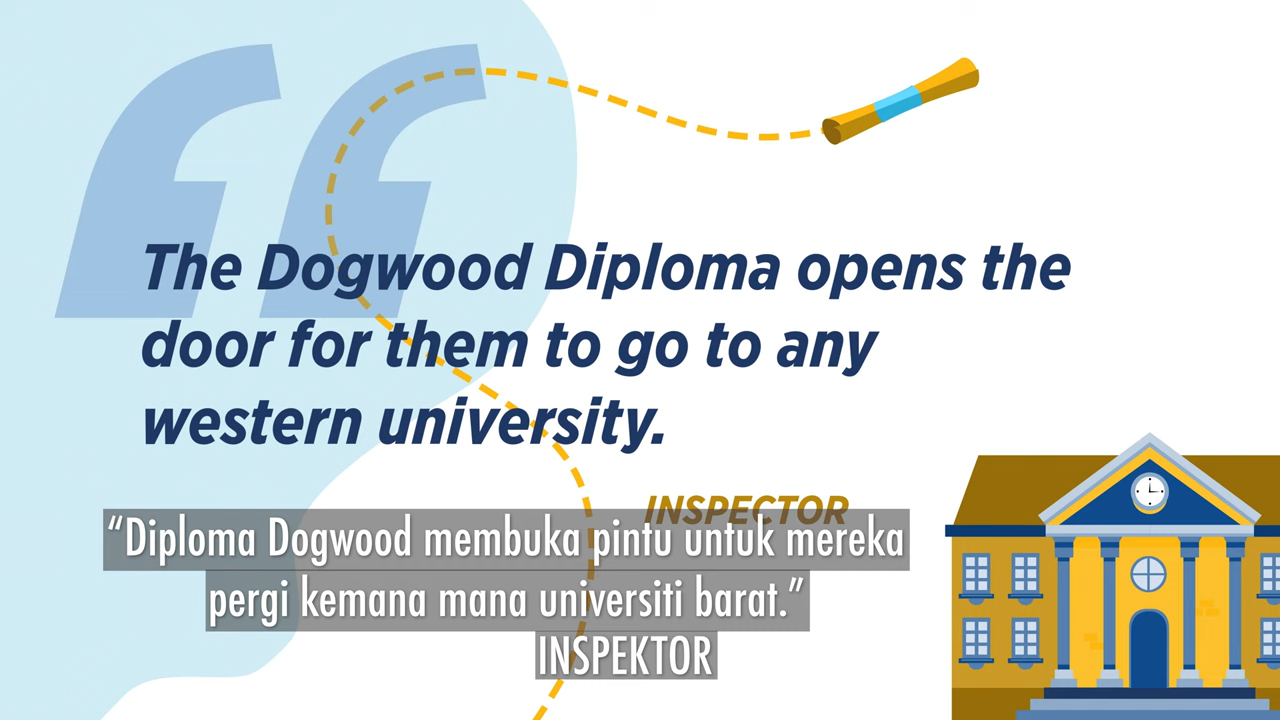 The Dogwood Diploma opens the
door for them to go to any
western university.
INSPECTOR
“Diploma Dogwood membuka pintu untuk mereka
pergi kemana mana universiti barat.”
INSPEKTOR